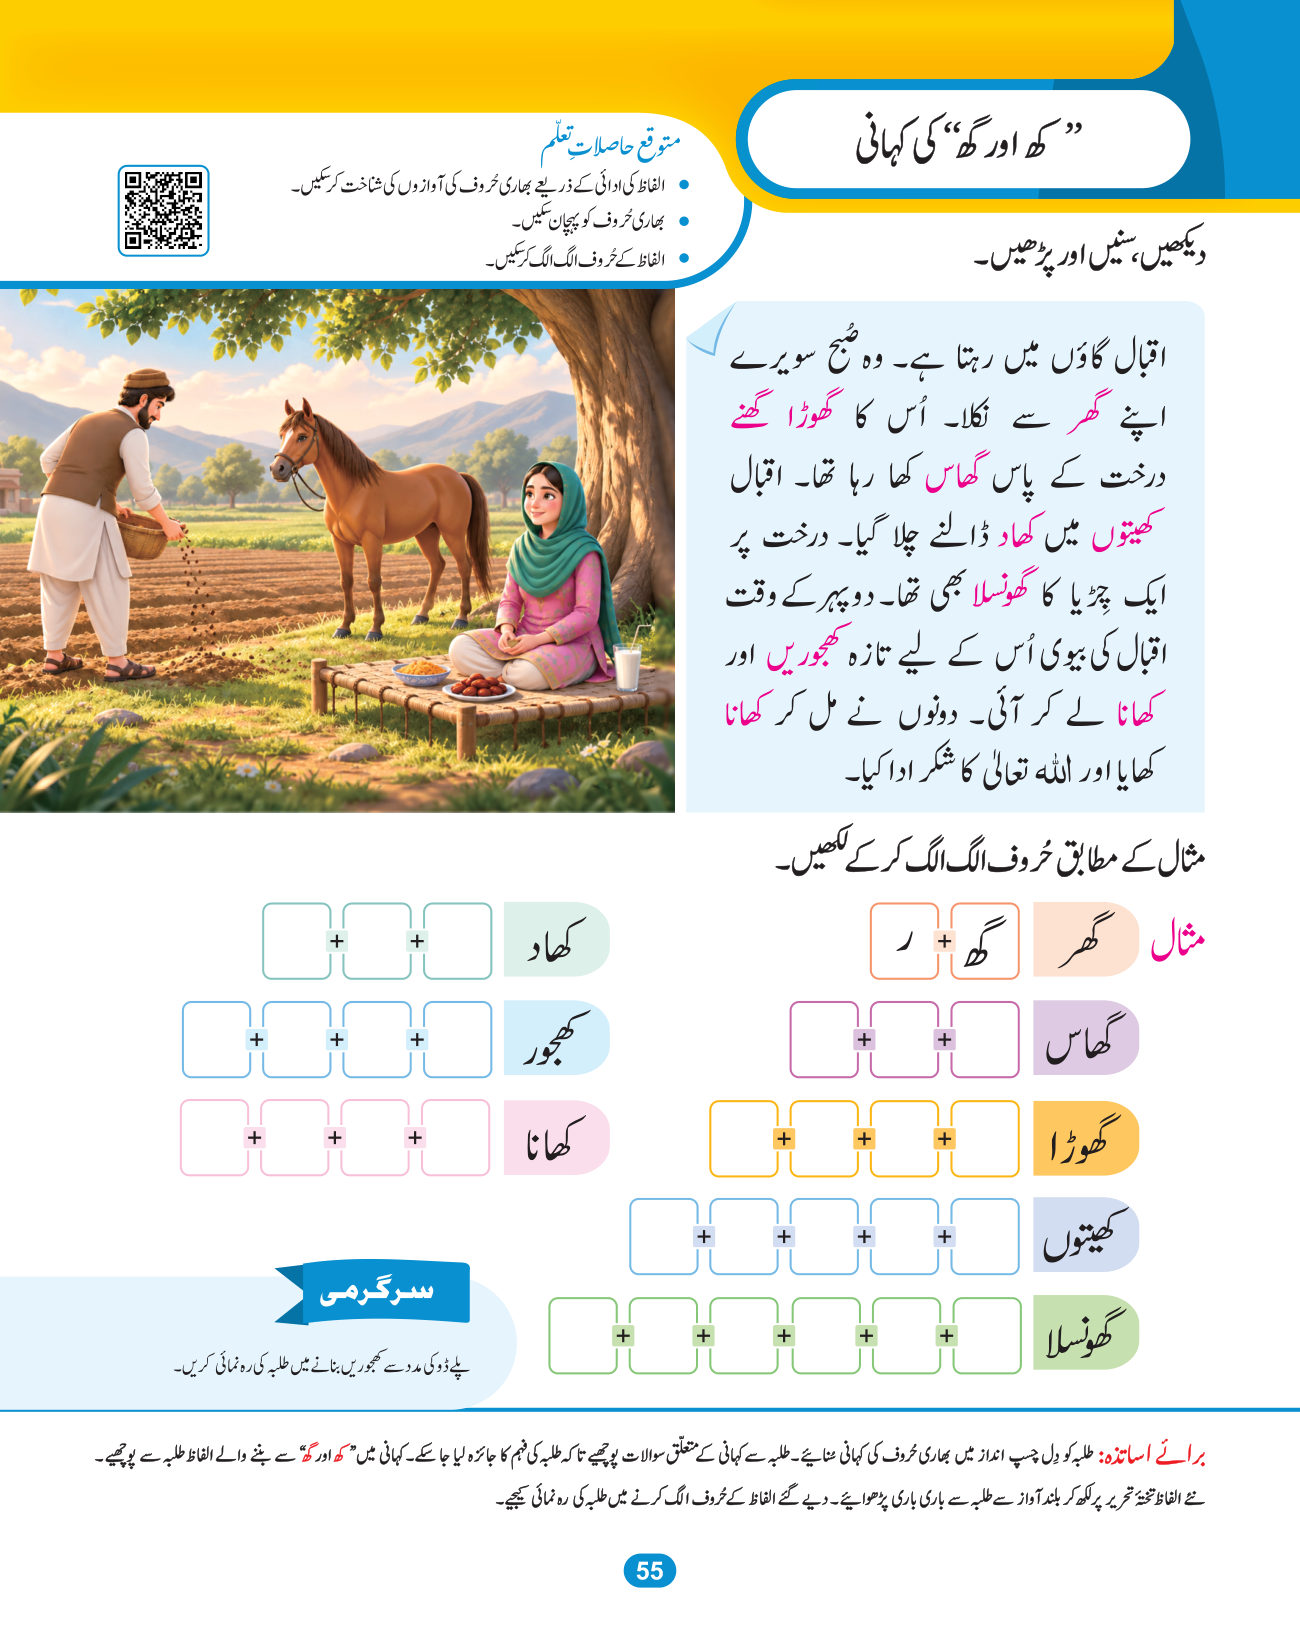 ”کھ اور گھ“ کی کہانی
متوقع حاصلاتِ تعلّم
• الفاظ کی ادائی کے ذریعے بھاری حُروف کی آوازوں کی شناخت کر سکیں۔
• بھاری حُروف کو پہچان سکیں۔
• الفاظ کے حُروف الگ الگ کر سکیں۔
دیکھیں، سنیں اور پڑھیں۔
اقبال گاؤں میں رہتا ہے۔ وہ صُبح سویرے
اپنے گھر سے نکلا۔ اُس کا گھوڑا گھنے
درخت کے پاس گھاس کھا رہا تھا۔ اقبال
کھیتوں میں کھاد ڈالنے چلا گیا۔ درخت پر
ایک چِڑیا کا گھونسلا بھی تھا۔ دوپہر کے وقت
اقبال کی بیوی اُس کے لیے تازہ کھجوریں اور
کھانا لے کر آئی۔ دونوں نے مل کر کھانا
کھایا اور اللہ تعالیٰ کا شکر ادا کیا۔
مثال کے مطابق حُروف الگ الگ کر کے لکھیں۔
مثال گھر گھ + ر
کھاد + +
گھاس + +
کھجور + + +
گھوڑا + + +
کھانا + + +
کھیتوں + + + +
گھونسلا + + + + +
سرگرمی
پلے ڈو کی مدد سے کھجوریں بنانے میں طلبہ کی رہ نمائی کریں۔
برائے اساتذہ: طلبہ کو دِل چسپ انداز میں بھاری حُروف کی کہانی سُنائیے۔ طلبہ سے کہانی کے متعلّق سوالات پوچھیے تاکہ طلبہ کی فہم کا جائزہ لیا جا سکے۔ کہانی میں ”کھ اور گھ“ سے بننے والے الفاظ طلبہ سے پوچھیے۔
نئے الفاظ تختۂ تحریر پر لکھ کر بلند آواز سے طلبہ سے باری باری پڑھوائیے۔ دیے گئے الفاظ کے حُروف الگ کرنے میں طلبہ کی رہ نمائی کیجیے۔
55